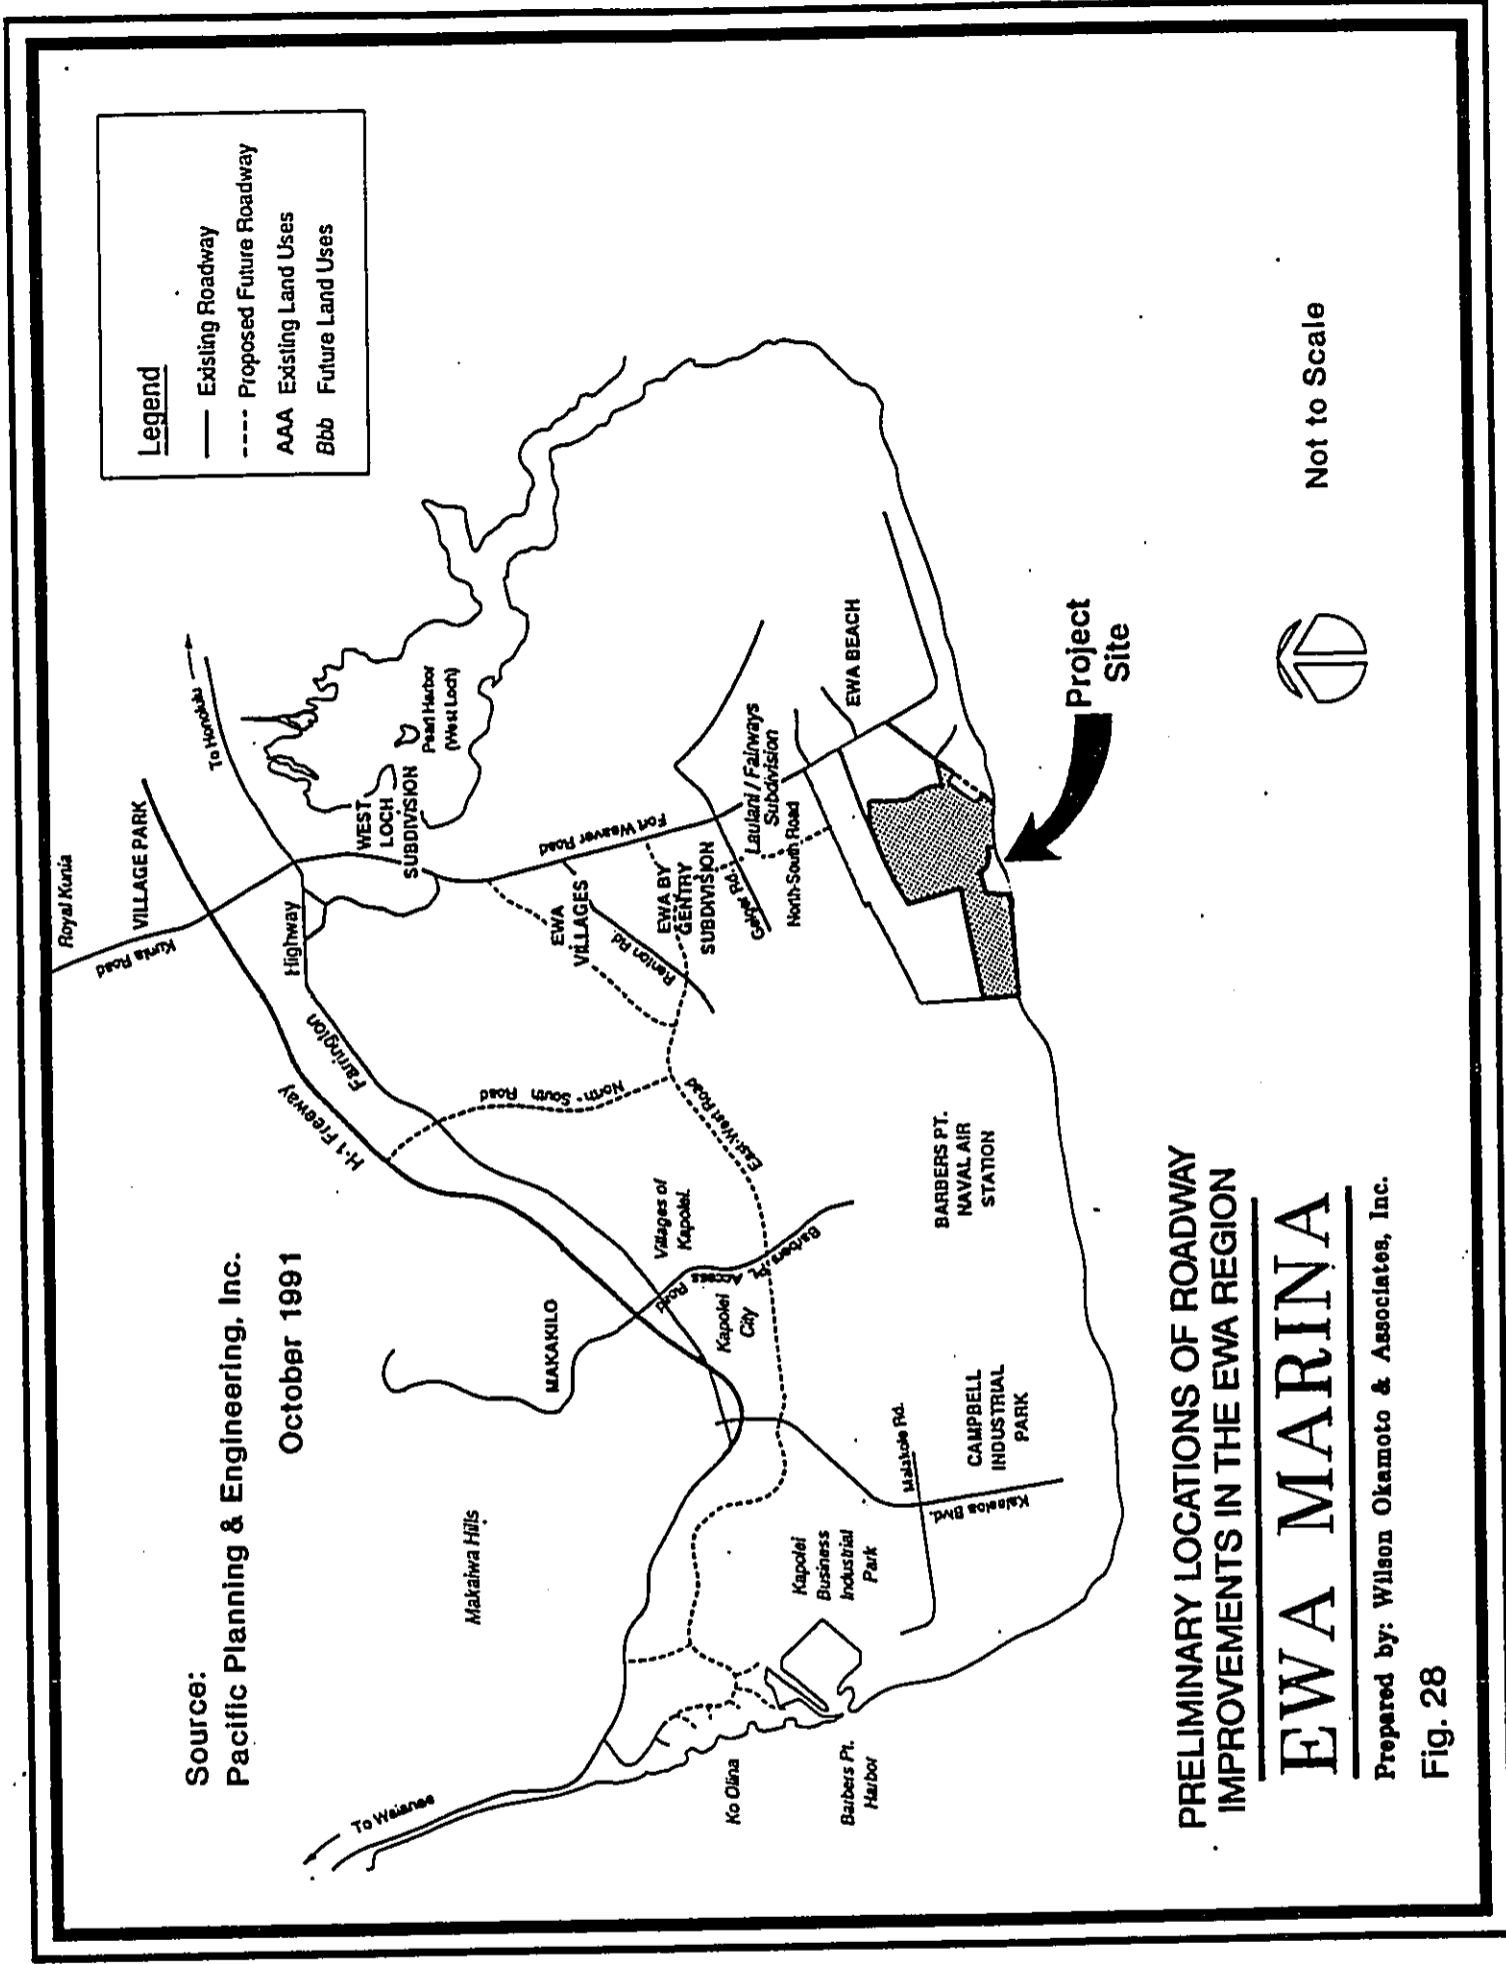 Source:
Pacific Planning & Engineering, Inc.
October 1991
Legend
Existing Roadway
Proposed Future Roadway
AAA Existing Land Uses
Bbb Future Land Uses
Royal Kunia
VILLAGE PARK
Kunia Road
To Honolulu
H-1 Freeway
Farrington
Highway
WEST
LOCH
SUBDIVISION
Pearl Harbor
(West Loch)
To Waianae
Makaiwa Hills
MAKAKILO
Villages of
Kapolei
North - South Road
EWA
VILLAGES
Renton Rd.
Fort Weaver Road
EWA BY
GENTRY
SUBDIVISION
Geiger Rd.
Laulani / Fairways
Subdivision
North-South Road
East-West Road
Barbers Pt.
Access
Road
Kapolei
City
Ko Olina
Barbers Pt.
Harbor
Kapolei
Business
Industrial
Park
Malakole Rd.
Kalaeloa Blvd.
CAMPBELL
INDUSTRIAL
PARK
BARBERS PT.
NAVAL AIR
STATION
EWA BEACH
Project
Site
Not to Scale
PRELIMINARY LOCATIONS OF ROADWAY
IMPROVEMENTS IN THE EWA REGION
EWA MARINA
Prepared by: Wilson Okamoto & Associates, Inc.
Fig. 28